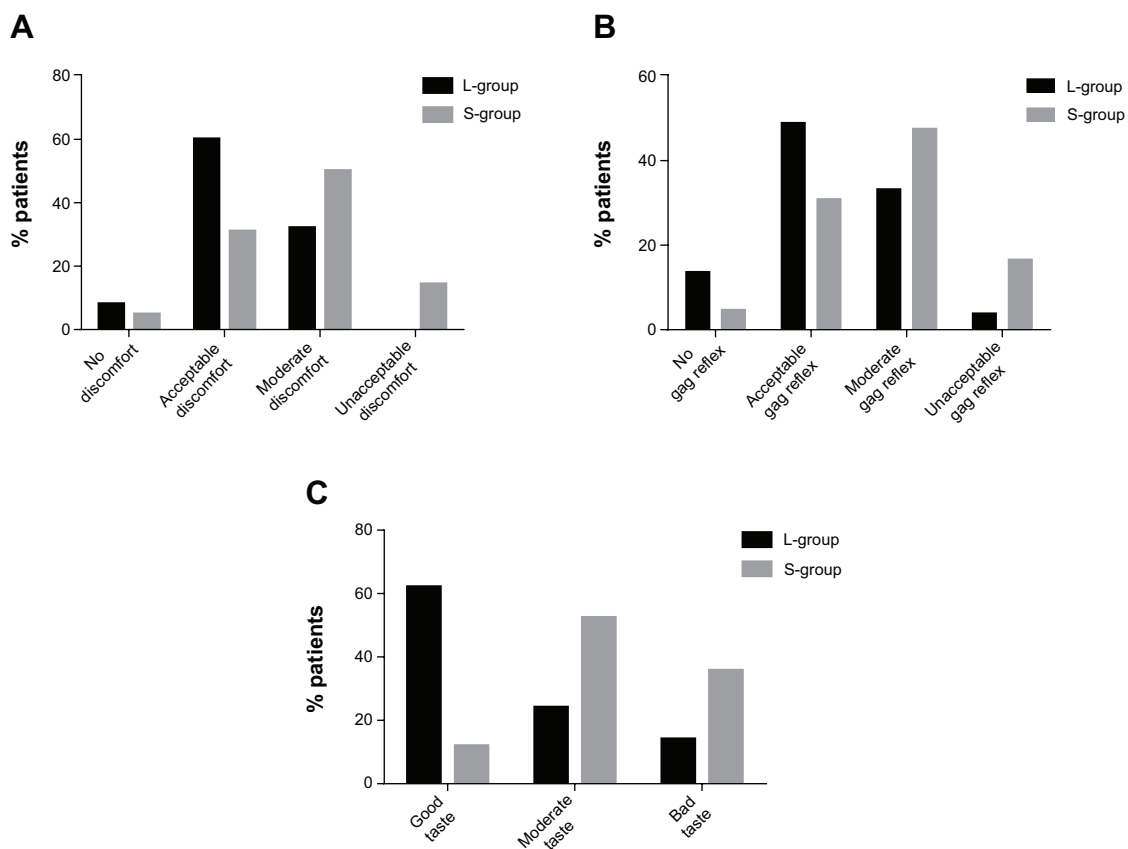 A
80
60
40
20
0
% patients
L-group
S-group
No
discomfort
Acceptable
discomfort
Moderate
discomfort
Unacceptable
discomfort
B
60
40
20
0
% patients
L-group
S-group
No
gag reflex
Acceptable
gag reflex
Moderate
gag reflex
Unacceptable
gag reflex
C
80
60
40
20
0
% patients
L-group
S-group
Good
taste
Moderate
taste
Bad
taste